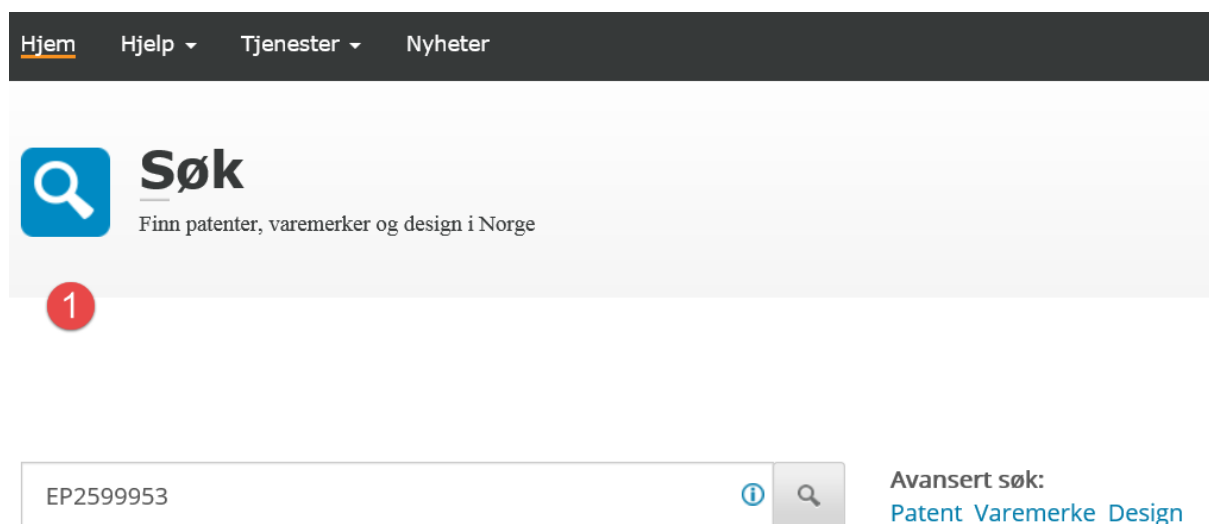 Hjem Hjelp Tjenester Nyheter
Søk
Finn patenter, varemerker og design i Norge
1
EP2599953
Avansert søk:
Patent Varemerke Design